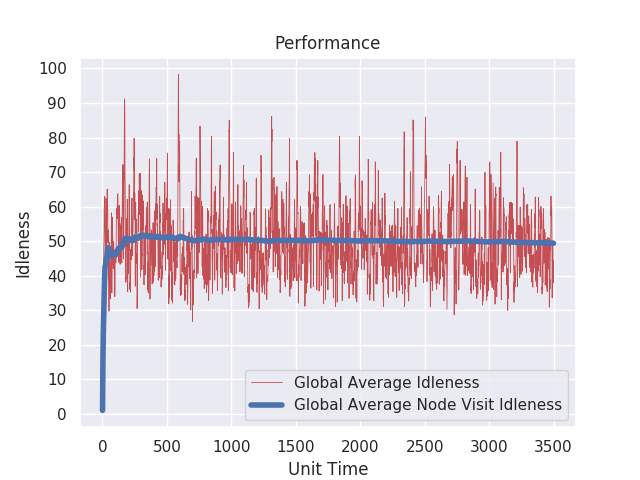 Performance
100
90
80
70
60
50
40
30
20
10
0
Idleness
Global Average Idleness
Global Average Node Visit Idleness
0 500 1000 1500 2000 2500 3000 3500
Unit Time